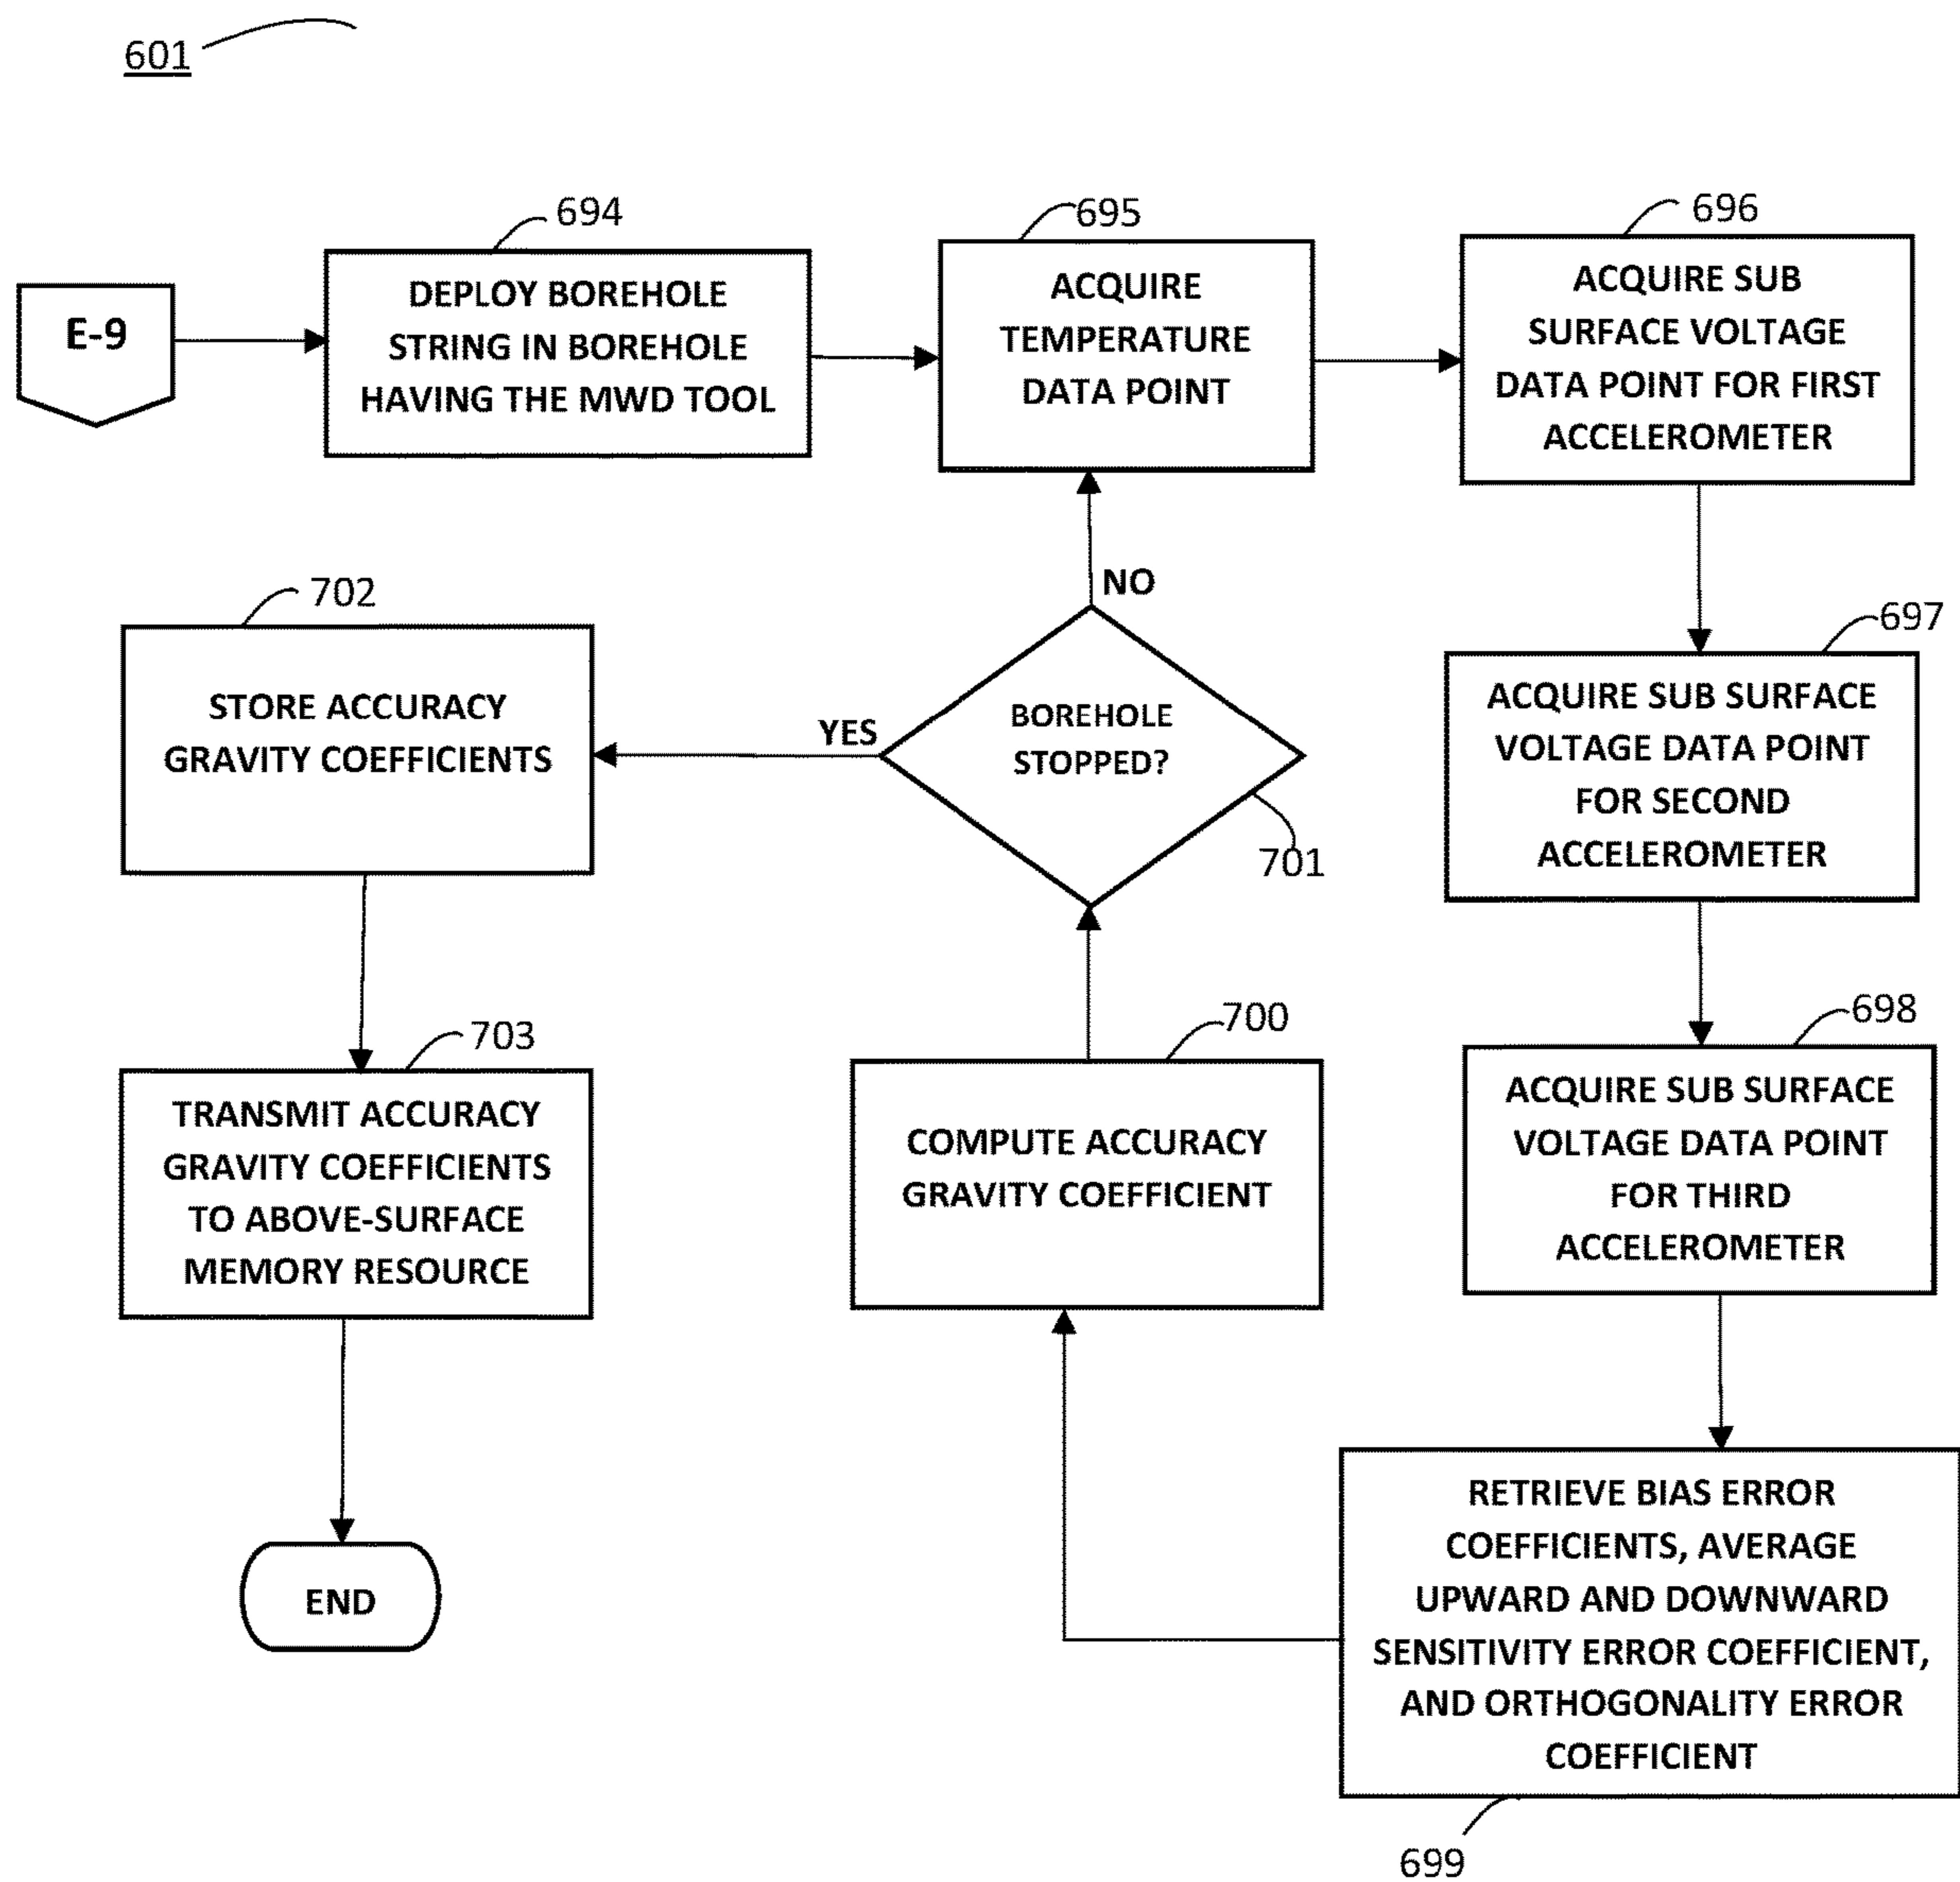 601
E-9
694
DEPLOY BOREHOLE
STRING IN BOREHOLE
HAVING THE MWD TOOL
695
ACQUIRE
TEMPERATURE
DATA POINT
696
ACQUIRE SUB
SURFACE VOLTAGE
DATA POINT FOR FIRST
ACCELEROMETER
697
ACQUIRE SUB SURFACE
VOLTAGE DATA POINT
FOR SECOND
ACCELEROMETER
698
ACQUIRE SUB SURFACE
VOLTAGE DATA POINT
FOR THIRD
ACCELEROMETER
RETRIEVE BIAS ERROR
COEFFICIENTS, AVERAGE
UPWARD AND DOWNWARD
SENSITIVITY ERROR COEFFICIENT,
AND ORTHOGONALITY ERROR
COEFFICIENT
699
700
COMPUTE ACCURACY
GRAVITY COEFFICIENT
BOREHOLE
STOPPED?
701
NO
YES
702
STORE ACCURACY
GRAVITY COEFFICIENTS
703
TRANSMIT ACCURACY
GRAVITY COEFFICIENTS
TO ABOVE-SURFACE
MEMORY RESOURCE
END